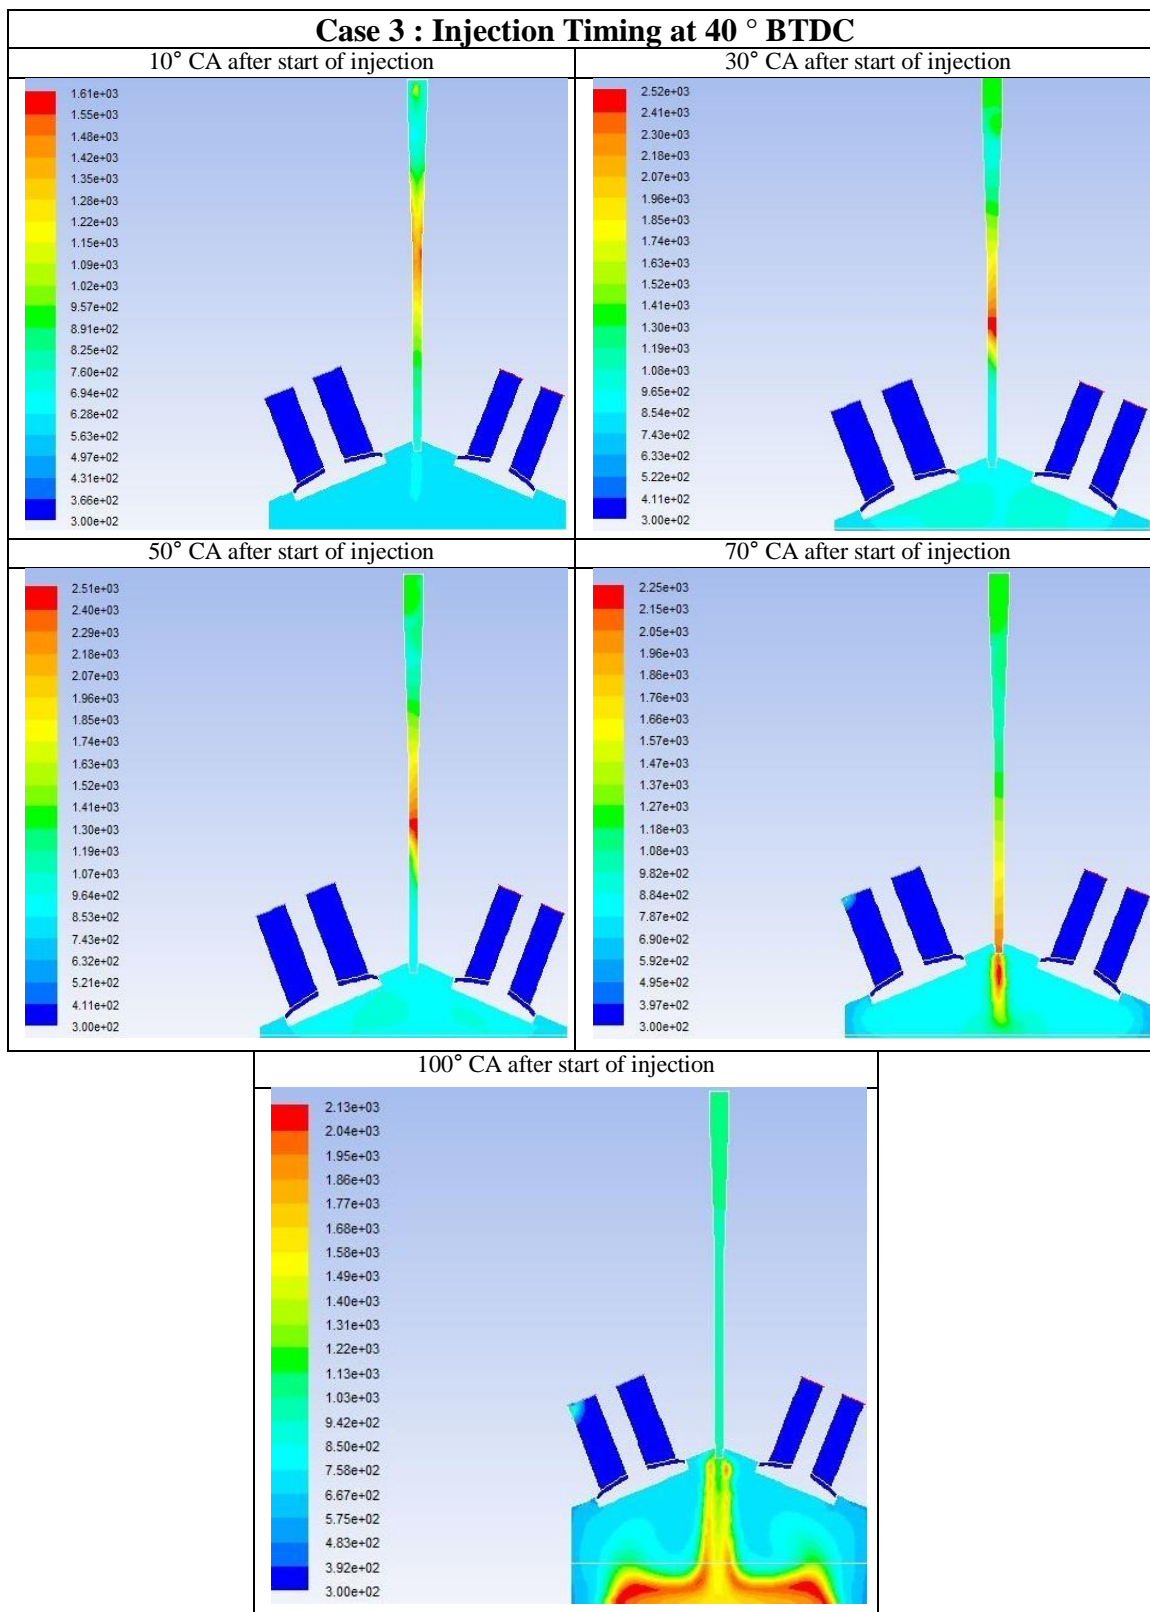 Case 3 : Injection Timing at 40 ° BTDC
10° CA after start of injection
30° CA after start of injection
1.61e+03
1.55e+03
1.48e+03
1.42e+03
1.35e+03
1.28e+03
1.22e+03
1.15e+03
1.09e+03
1.02e+03
9.57e+02
8.91e+02
8.25e+02
7.60e+02
6.94e+02
6.28e+02
5.63e+02
4.97e+02
4.31e+02
3.66e+02
3.00e+02
2.52e+03
2.41e+03
2.30e+03
2.18e+03
2.07e+03
1.96e+03
1.85e+03
1.74e+03
1.63e+03
1.52e+03
1.41e+03
1.30e+03
1.19e+03
1.08e+03
9.65e+02
8.54e+02
7.43e+02
6.33e+02
5.22e+02
4.11e+02
3.00e+02
50° CA after start of injection
70° CA after start of injection
2.51e+03
2.40e+03
2.29e+03
2.18e+03
2.07e+03
1.96e+03
1.85e+03
1.74e+03
1.63e+03
1.52e+03
1.41e+03
1.30e+03
1.19e+03
1.07e+03
9.64e+02
8.53e+02
7.43e+02
6.32e+02
5.21e+02
4.11e+02
3.00e+02
2.25e+03
2.15e+03
2.05e+03
1.96e+03
1.86e+03
1.76e+03
1.66e+03
1.57e+03
1.47e+03
1.37e+03
1.27e+03
1.18e+03
1.08e+03
9.82e+02
8.84e+02
7.87e+02
6.90e+02
5.92e+02
4.95e+02
3.97e+02
3.00e+02
100° CA after start of injection
2.13e+03
2.04e+03
1.95e+03
1.86e+03
1.77e+03
1.68e+03
1.58e+03
1.49e+03
1.40e+03
1.31e+03
1.22e+03
1.13e+03
1.03e+03
9.42e+02
8.50e+02
7.58e+02
6.67e+02
5.75e+02
4.83e+02
3.92e+02
3.00e+02